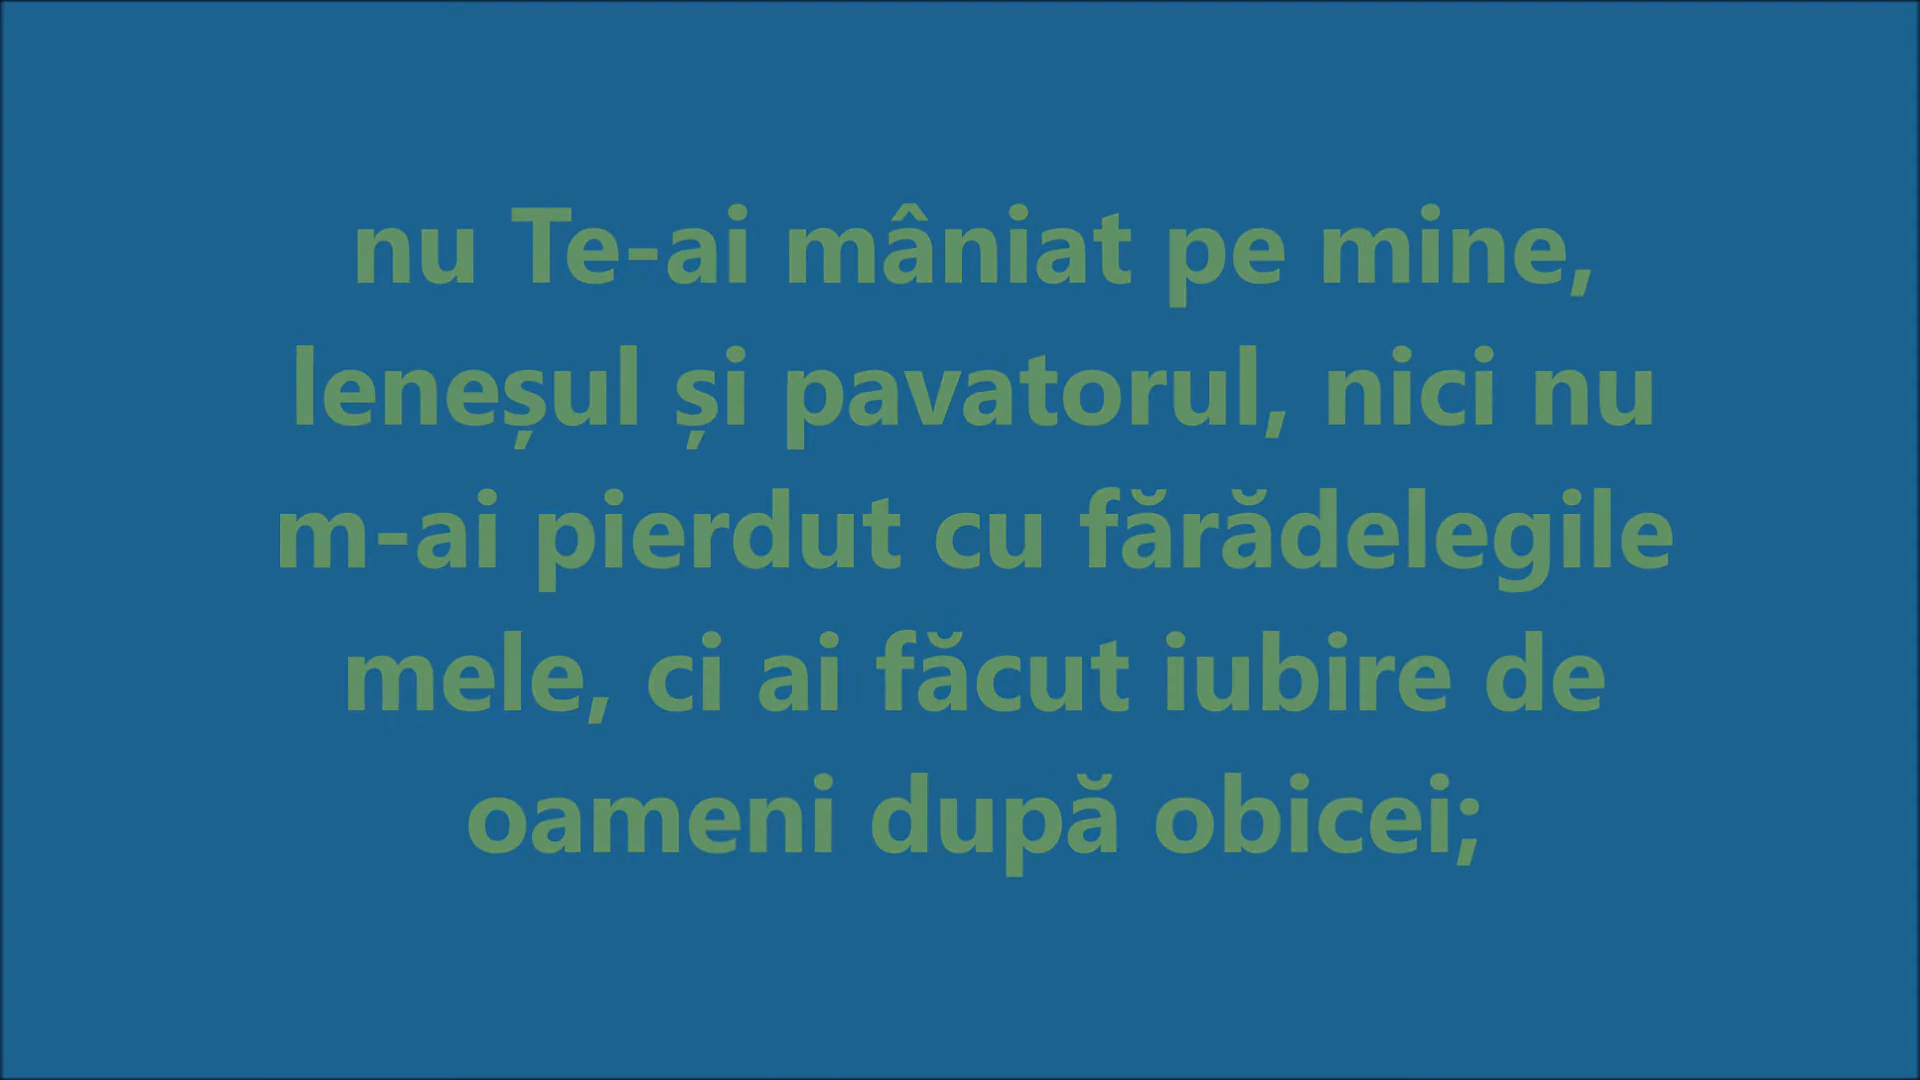 nu Te-ai mâniat pe mine,
leneșul și pavatorul, nici nu
m-ai pierdut cu fărădelegile
mele, ci ai făcut iubire de
oameni după obicei;